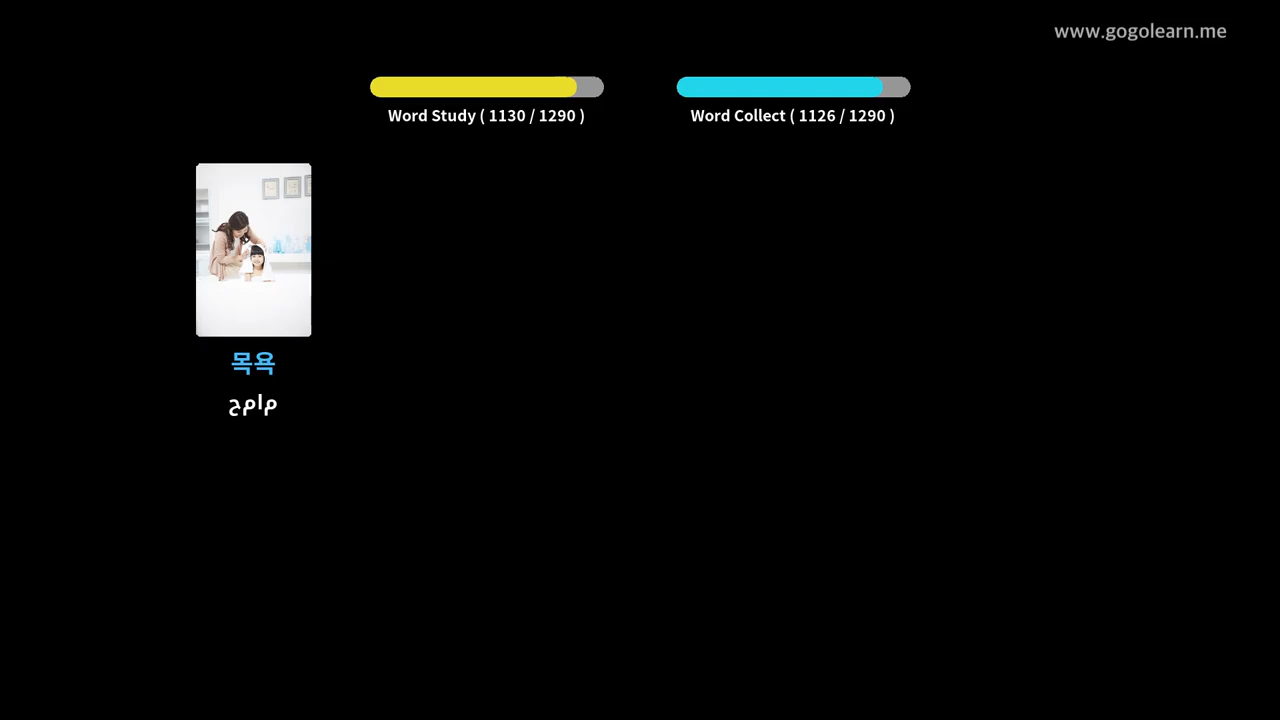 www.gogolearn.me
Word Study ( 1130 / 1290 )
Word Collect ( 1126 / 1290 )
목욕
حمام